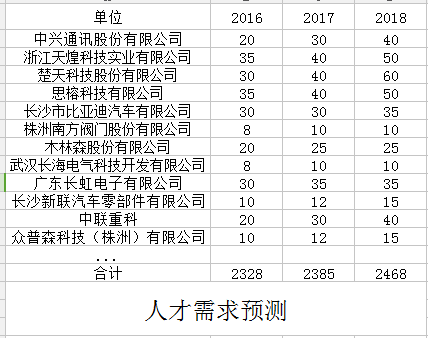 单位 2016 2017 2018
中兴通讯股份有限公司 20 30 40
浙江天煌科技实业有限公司 35 40 50
楚天科技股份有限公司 30 40 60
思榕科技有限公司 35 40 50
长沙市比亚迪汽车有限公司 30 30 35
株洲南方阀门股份有限公司 8 10 10
木林森股份有限公司 20 25 25
武汉长海电气科技开发有限公司 8 10 10
广东长虹电子有限公司 30 35 35
长沙新联汽车零部件有限公司 10 12 15
中联重科 20 30 40
众普森科技（株洲）有限公司 10 12 15
...
合计 2328 2385 2468
人才需求预测